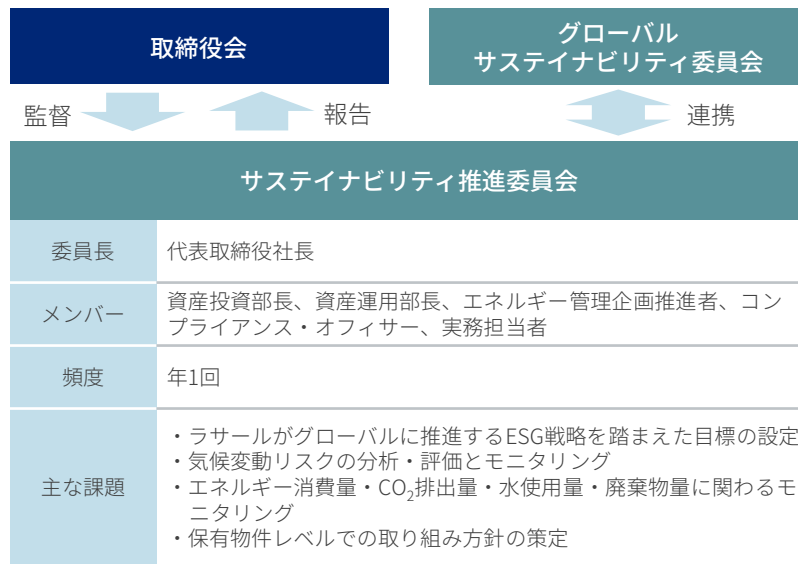 取締役会
グローバル
サステイナビリティ委員会
監督
報告
連携
サステイナビリティ推進委員会
委員長
代表取締役社長
メンバー
資産投資部長、資産運用部長、エネルギー管理企画推進者、コン
プライアンス・オフィサー、実務担当者
頻度
年1回
主な課題
・ラサールがグローバルに推進するESG戦略を踏まえた目標の設定
・気候変動リスクの分析・評価とモニタリング
・エネルギー消費量・CO₂排出量・水使用量・廃棄物量に関わるモ
ニタリング
・保有物件レベルでの取り組み方針の策定